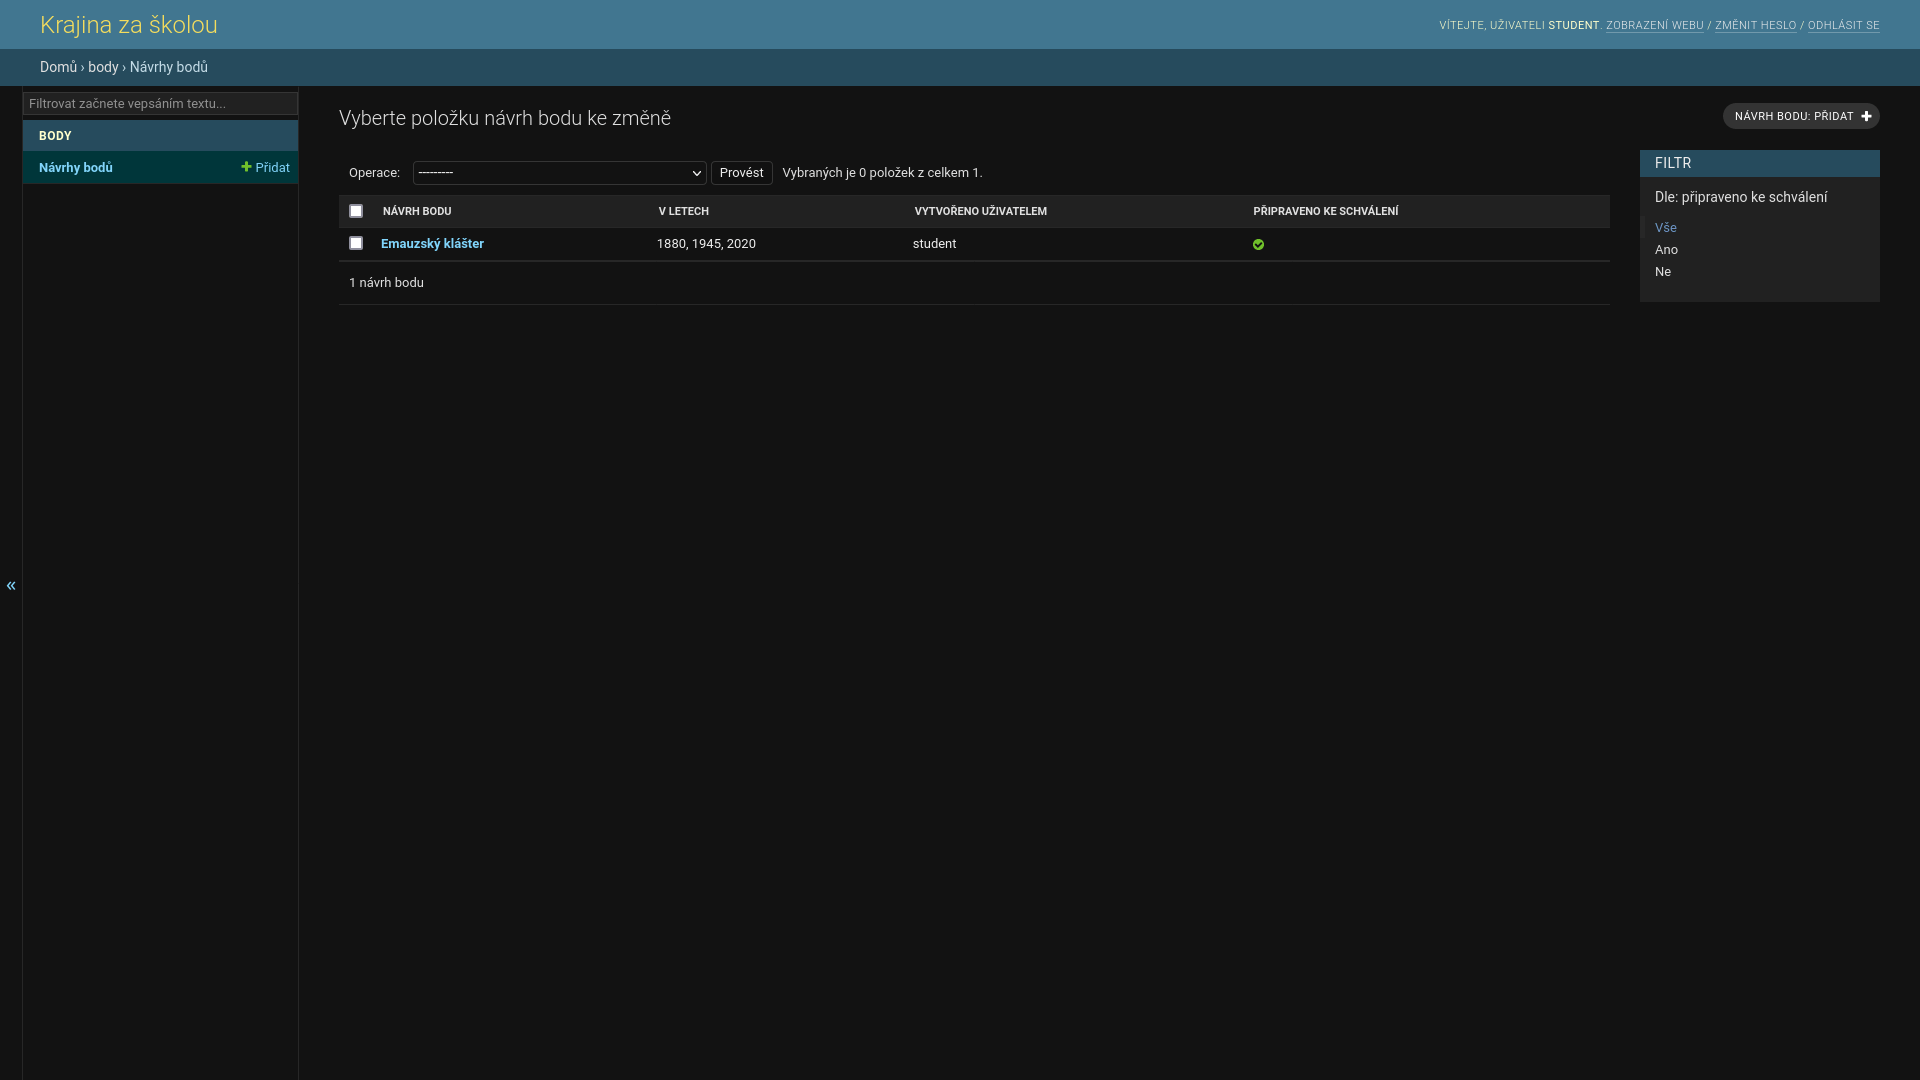 Krajina za školou
VÍTEJTE, UŽIVATELI STUDENT. ZOBRAZENÍ WEBU / ZMĚNIT HESLO / ODHLÁSIT SE
Domů › body › Návrhy bodů
Filtrovat začnete vepsáním textu...
BODY
Návrhy bodů Přidat
«
Vyberte položku návrh bodu ke změně
NÁVRH BODU: PŘIDAT
Operace: --------- Provést Vybraných je 0 položek z celkem 1.
NÁVRH BODU V LETECH VYTVOŘENO UŽIVATELEM PŘIPRAVENO KE SCHVÁLENÍ
Emauzský klášter 1880, 1945, 2020 student
1 návrh bodu
FILTR
Dle: připraveno ke schválení
Vše
Ano
Ne